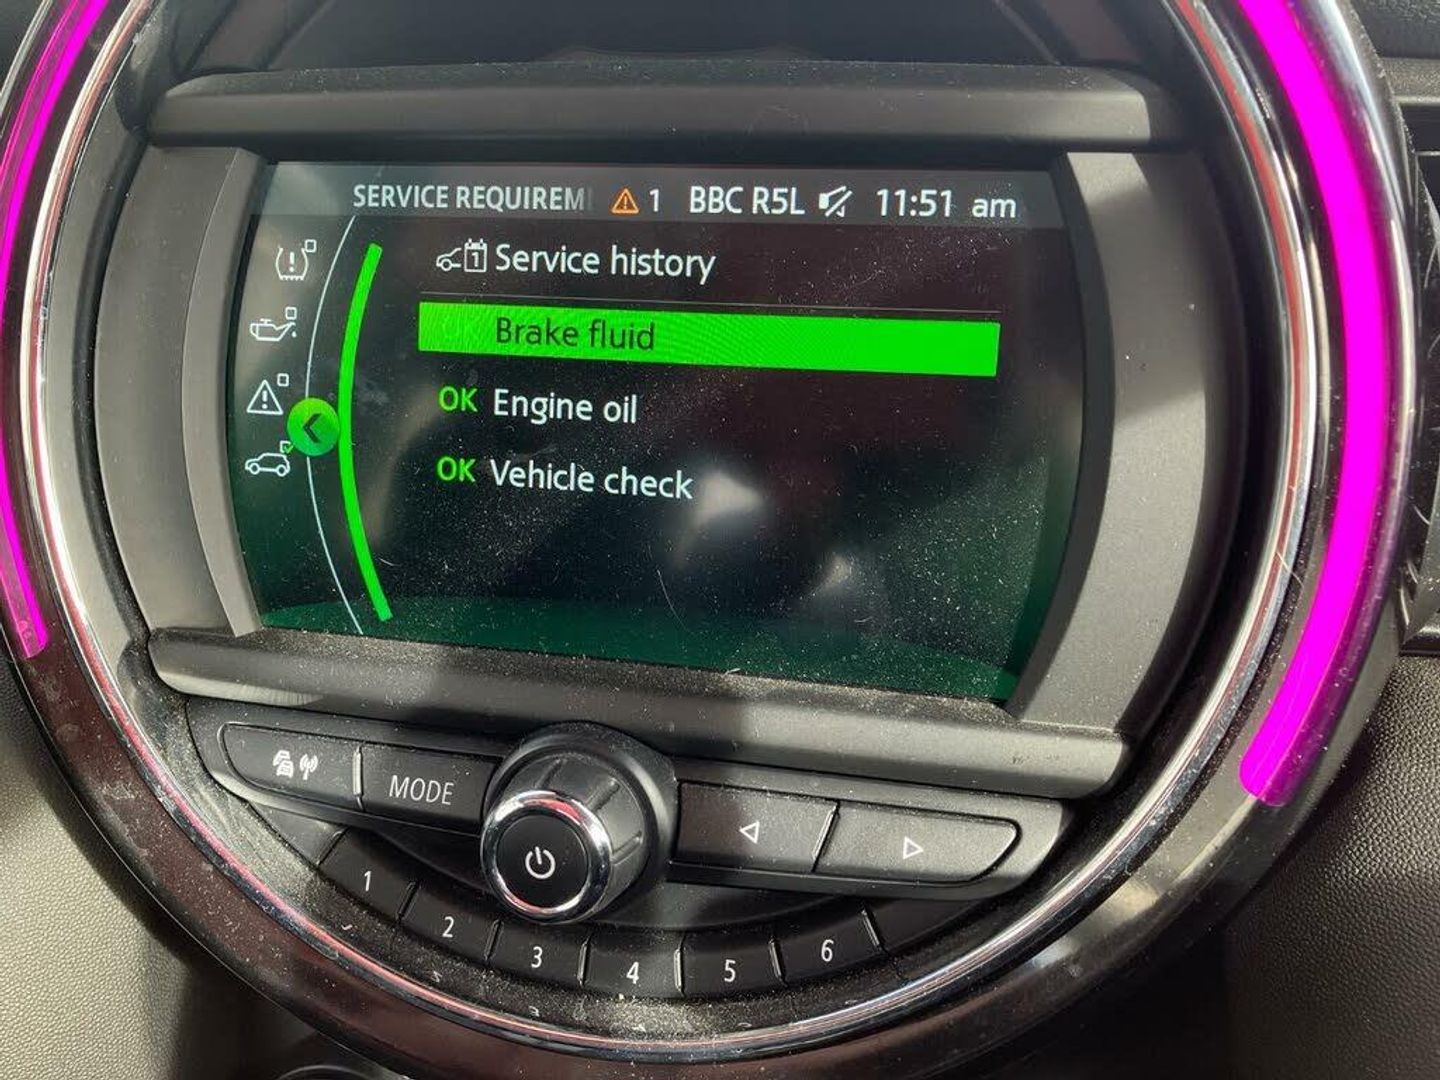 SERVICE REQUIREM 1 BBC R5L 11:51 am
1 Service history
Brake fluid
OK Engine oil
OK Vehicle check
MODE
1 2 3 4 5 6